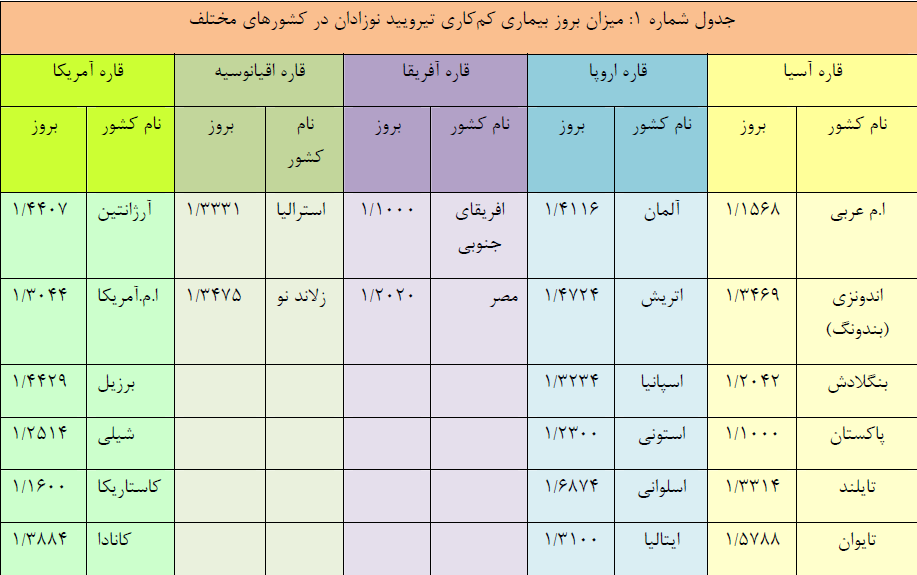 جدول شماره ۱: میزان بروز بیماری کم‌کاری تیرویید نوزادان در کشورهای مختلف
قاره آسیا قاره اروپا قاره آفریقا قاره اقیانوسیه قاره آمریکا
نام کشور بروز نام کشور بروز نام کشور بروز نام کشور بروز نام کشور بروز
ا.م عربی ۱/۱۵۶۸ آلمان ۱/۴۱۱۶ افریقای جنوبی ۱/۱۰۰۰ استرالیا ۱/۳۳۳۱ آرژانتین ۱/۴۴۰۷
اندونزی (بندونگ) ۱/۳۴۶۹ اتریش ۱/۴۷۲۴ مصر ۱/۲۰۲۰ زلاند نو ۱/۳۴۷۵ ا.م.آمریکا ۱/۳۰۴۴
بنگلادش ۱/۲۰۴۲ اسپانیا ۱/۳۲۳۴ برزیل ۱/۴۴۲۹
پاکستان ۱/۱۰۰۰ استونی ۱/۲۳۰۰ شیلی ۱/۲۵۱۴
تایلند ۱/۳۳۱۴ اسلوانی ۱/۶۸۷۴ کاستاریکا ۱/۱۶۰۰
تایوان ۱/۵۷۸۸ ایتالیا ۱/۳۱۰۰ کانادا ۱/۳۸۸۴